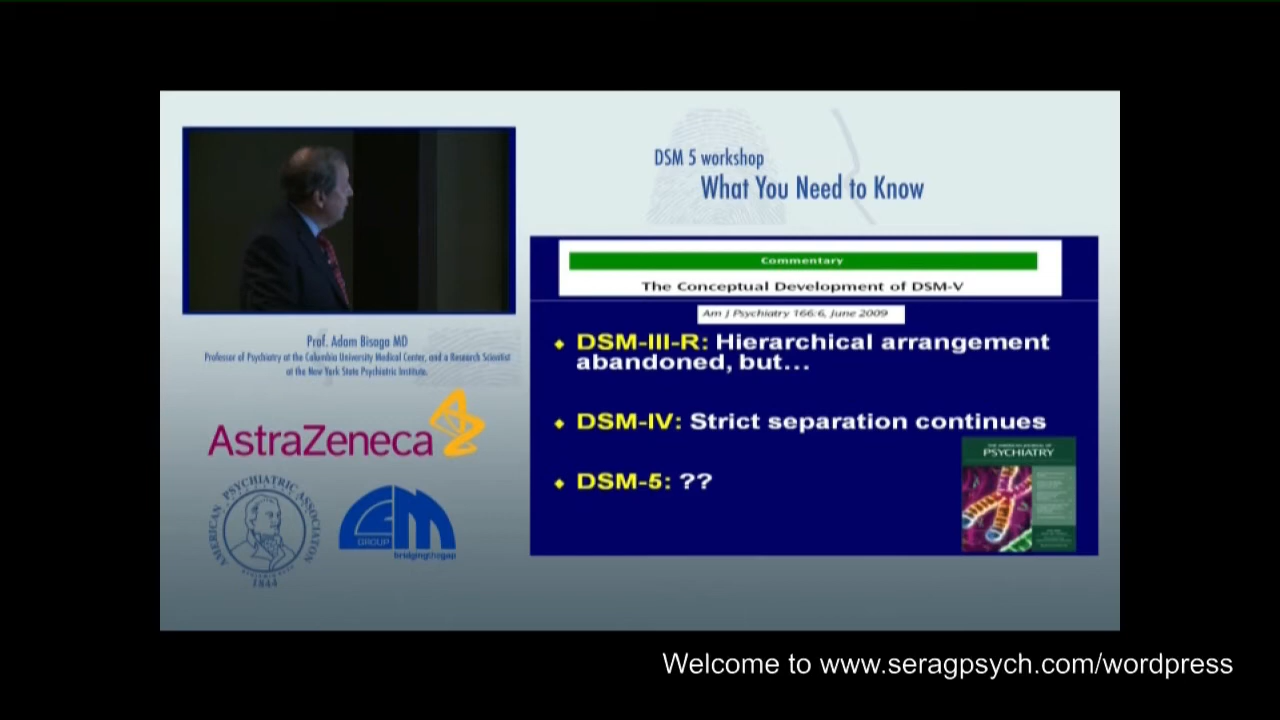 DSM 5 workshop
What You Need to Know
Commentary
The Conceptual Development of DSM-V
Am J Psychiatry 166:6, June 2009
DSM-III-R: Hierarchical arrangement
abandoned, but...
DSM-IV: Strict separation continues
DSM-5: ??
PSYCHIATRY
Prof. Adam Bisaga MD
Professor of Psychiatry at the Columbia University Medical Center, and a Research Scientist
at the New York State Psychiatric Institute.
AstraZeneca
AMERICAN PSYCHIATRIC ASSOCIATION
1844
GROUP
bridgingthegap
Welcome to www.seragpsych.com/wordpress